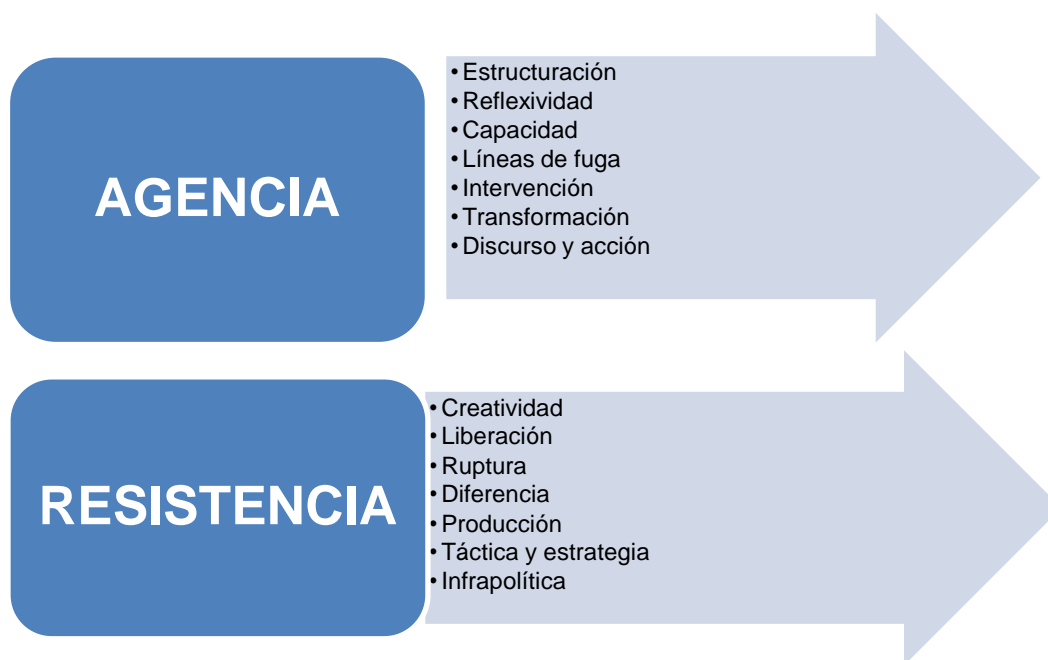 AGENCIA
• Estructuración
• Reflexividad
• Capacidad
• Líneas de fuga
• Intervención
• Transformación
• Discurso y acción
RESISTENCIA
• Creatividad
• Liberación
• Ruptura
• Diferencia
• Producción
• Táctica y estrategia
• Infrapolítica